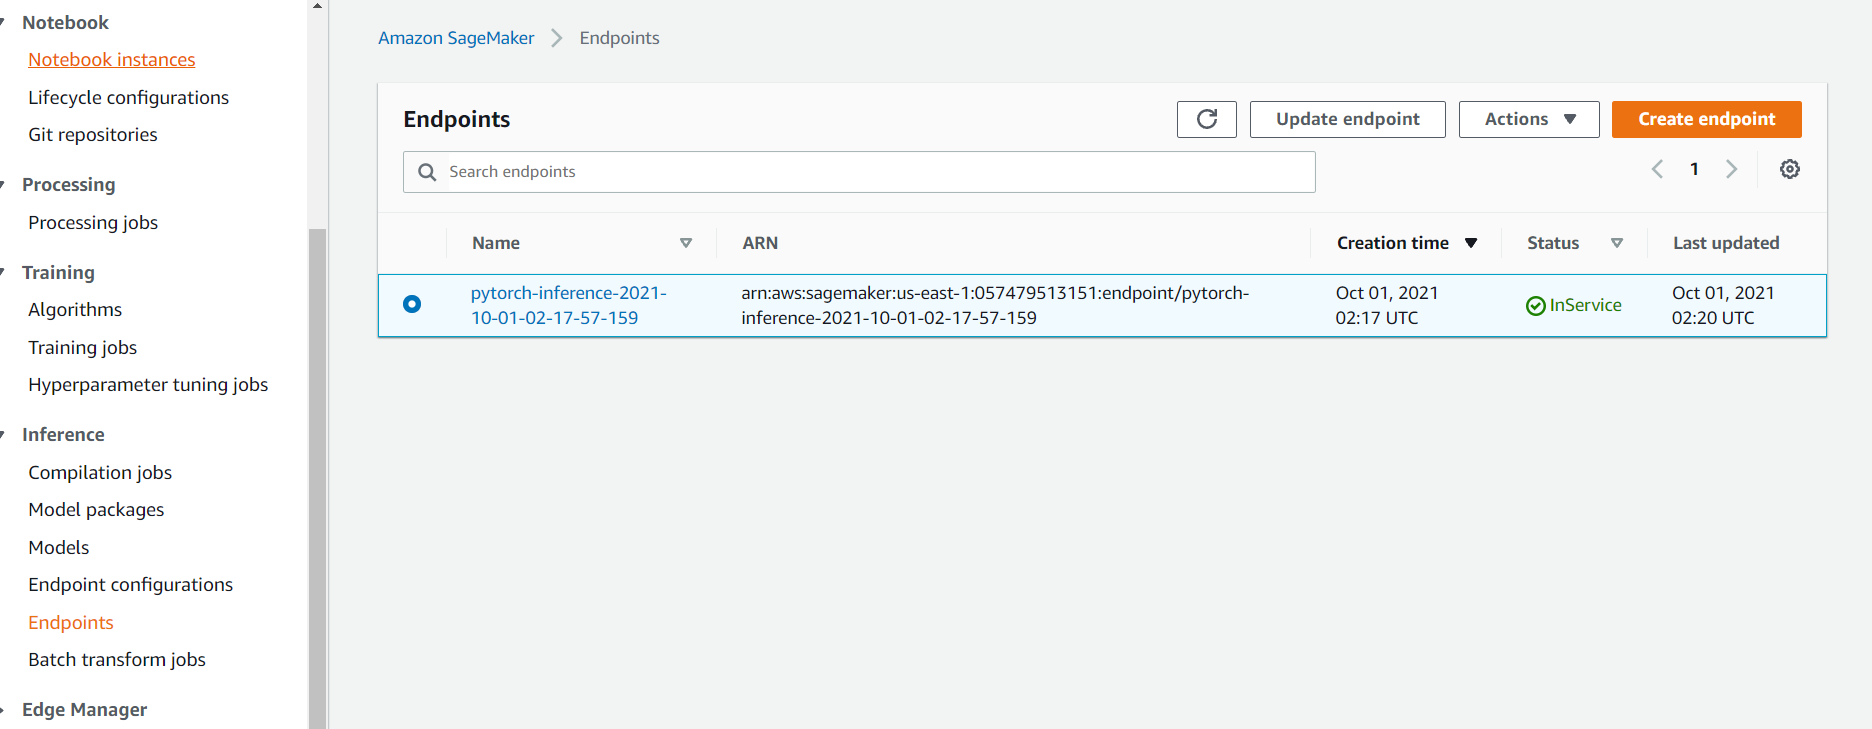 Notebook
Notebook instances
Lifecycle configurations
Git repositories
Processing
Processing jobs
Training
Algorithms
Training jobs
Hyperparameter tuning jobs
Inference
Compilation jobs
Model packages
Models
Endpoint configurations
Endpoints
Batch transform jobs
Edge Manager
Amazon SageMaker > Endpoints
Endpoints
Update endpoint
Actions
Create endpoint
Search endpoints
1
Name ARN Creation time Status Last updated
pytorch-inference-2021- arn:aws:sagemaker:us-east-1:057479513151:endpoint/pytorch- Oct 01, 2021 InService Oct 01, 2021
10-01-02-17-57-159 inference-2021-10-01-02-17-57-159 02:17 UTC 02:20 UTC